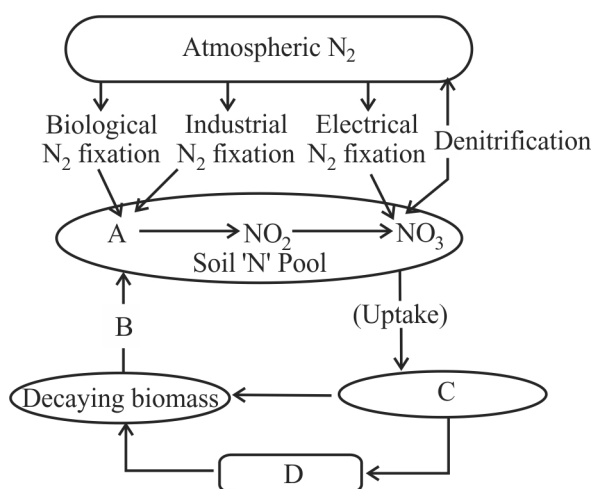 Atmospheric N₂
Biological Industrial Electrical
N₂ fixation N₂ fixation N₂ fixation
Denitrification
A NO₂ NO₃
Soil 'N' Pool
(Uptake)
B
Decaying biomass
C
D